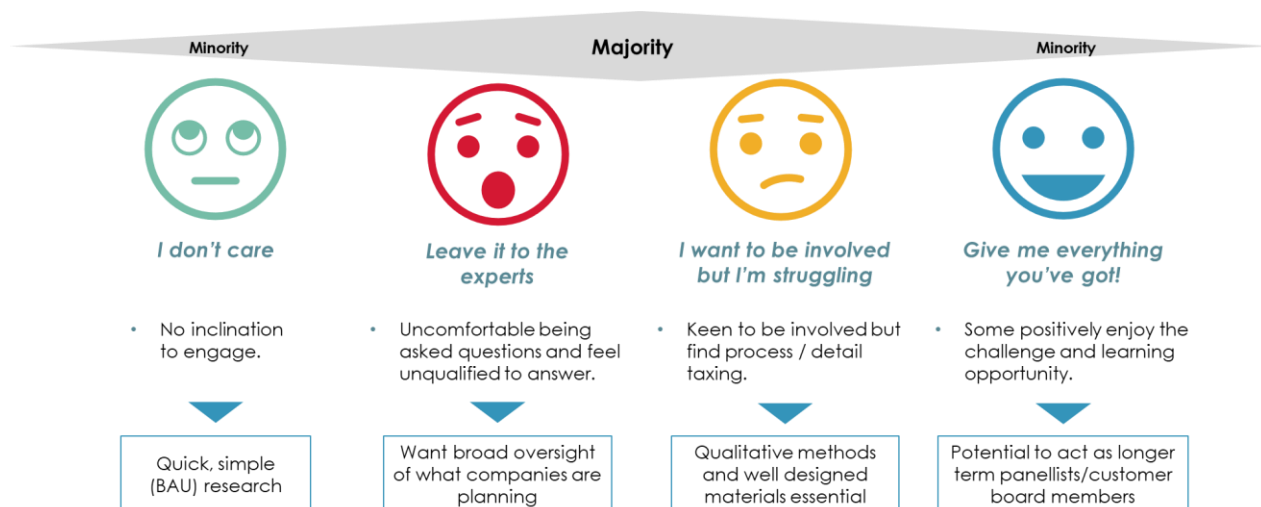 Minority
Majority
Minority
I don't care
Leave it to the
experts
I want to be involved
but I'm struggling
Give me everything
you've got!
• No inclination
to engage.
• Uncomfortable being
asked questions and feel
unqualified to answer.
• Keen to be involved but
find process / detail
taxing.
• Some positively enjoy the
challenge and learning
opportunity.
Quick, simple
(BAU) research
Want broad oversight
of what companies are
planning
Qualitative methods
and well designed
materials essential
Potential to act as longer
term panellists/customer
board members